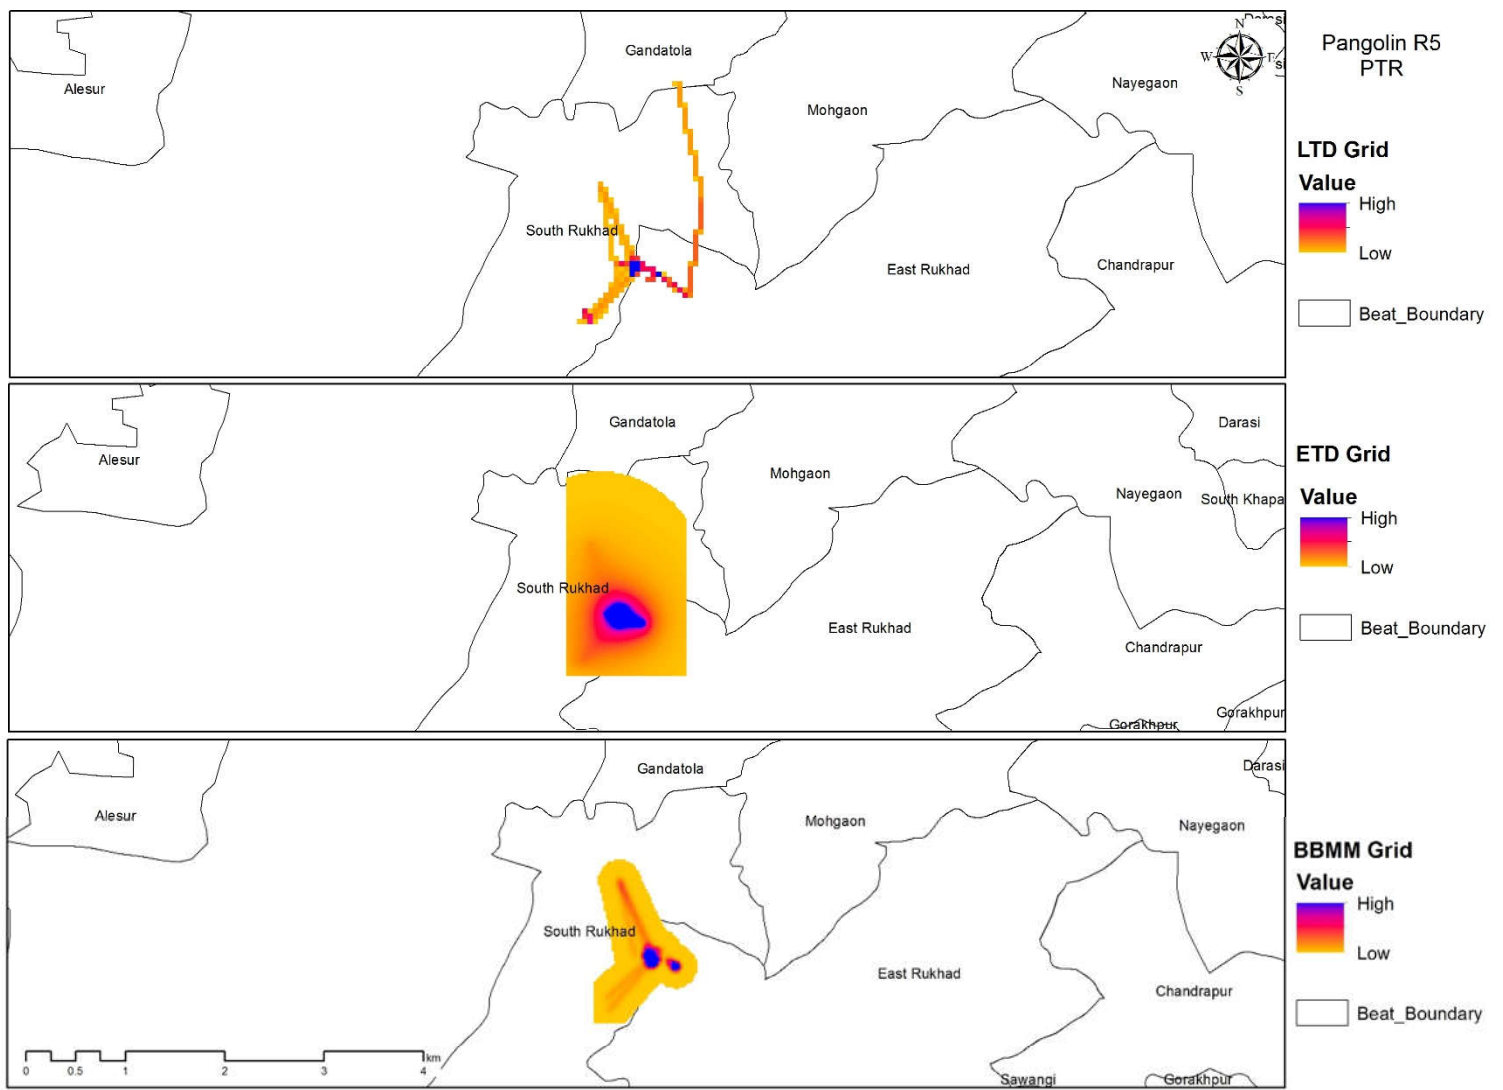 Pangolin R5
PTR
N
W
E
S
Darasi
si
Alesur
Gandatola
Mohgaon
Nayegaon
South Rukhad
East Rukhad
Chandrapur
LTD Grid
Value
High
Low
Beat_Boundary
Alesur
Gandatola
Mohgaon
Darasi
Nayegaon
South Khapa
South Rukhad
East Rukhad
Chandrapur
Gorakhpur
Gorakhpur
ETD Grid
Value
High
Low
Beat_Boundary
Gandatola
Darasi
Alesur
Mohgaon
Nayegaon
South Rukhad
East Rukhad
Chandrapur
Sawangi
Gorakhpur
BBMM Grid
Value
High
Low
Beat_Boundary
km
0 0.5 1 2 3 4